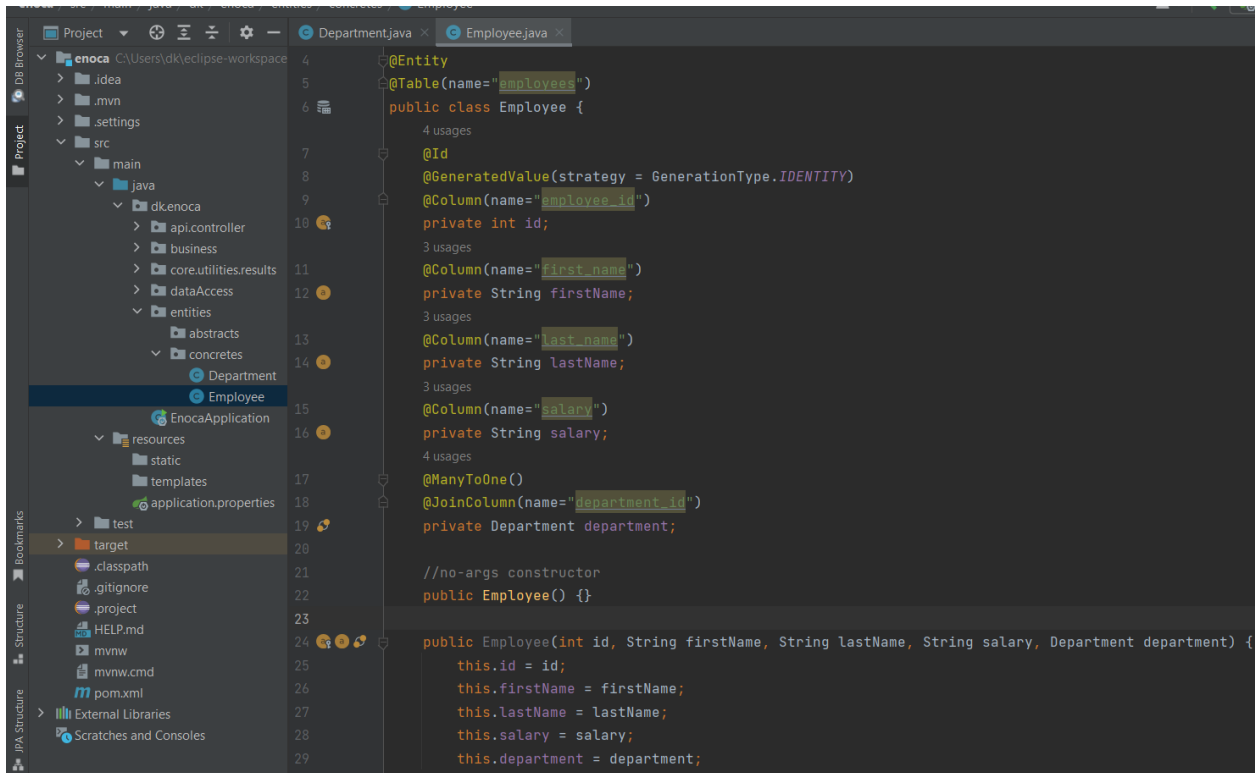 enoca / src / main / java / dk / enoca / entities / concretes / Employee
Project
Department.java
Employee.java
DB Browser
Project
Bookmarks
Structure
JPA Structure
enoca C:\Users\dk\eclipse-workspace
.idea
.mvn
.settings
src
main
java
dk.enoca
api.controller
business
core.utilities.results
dataAccess
entities
abstracts
concretes
Department
Employee
EnocaApplication
resources
static
templates
application.properties
test
target
.classpath
.gitignore
.project
HELP.md
mvnw
mvnw.cmd
pom.xml
External Libraries
Scratches and Consoles
4 @Entity
5 @Table(name="employees")
6 public class Employee {
4 usages
7 @Id
8 @GeneratedValue(strategy = GenerationType.IDENTITY)
9 @Column(name="employee_id")
10 private int id;
3 usages
11 @Column(name="first_name")
12 private String firstName;
3 usages
13 @Column(name="last_name")
14 private String lastName;
3 usages
15 @Column(name="salary")
16 private String salary;
4 usages
17 @ManyToOne()
18 @JoinColumn(name="department_id")
19 private Department department;
20
21 //no-args constructor
22 public Employee() {}
23
24 public Employee(int id, String firstName, String lastName, String salary, Department department) {
25 this.id = id;
26 this.firstName = firstName;
27 this.lastName = lastName;
28 this.salary = salary;
29 this.department = department;